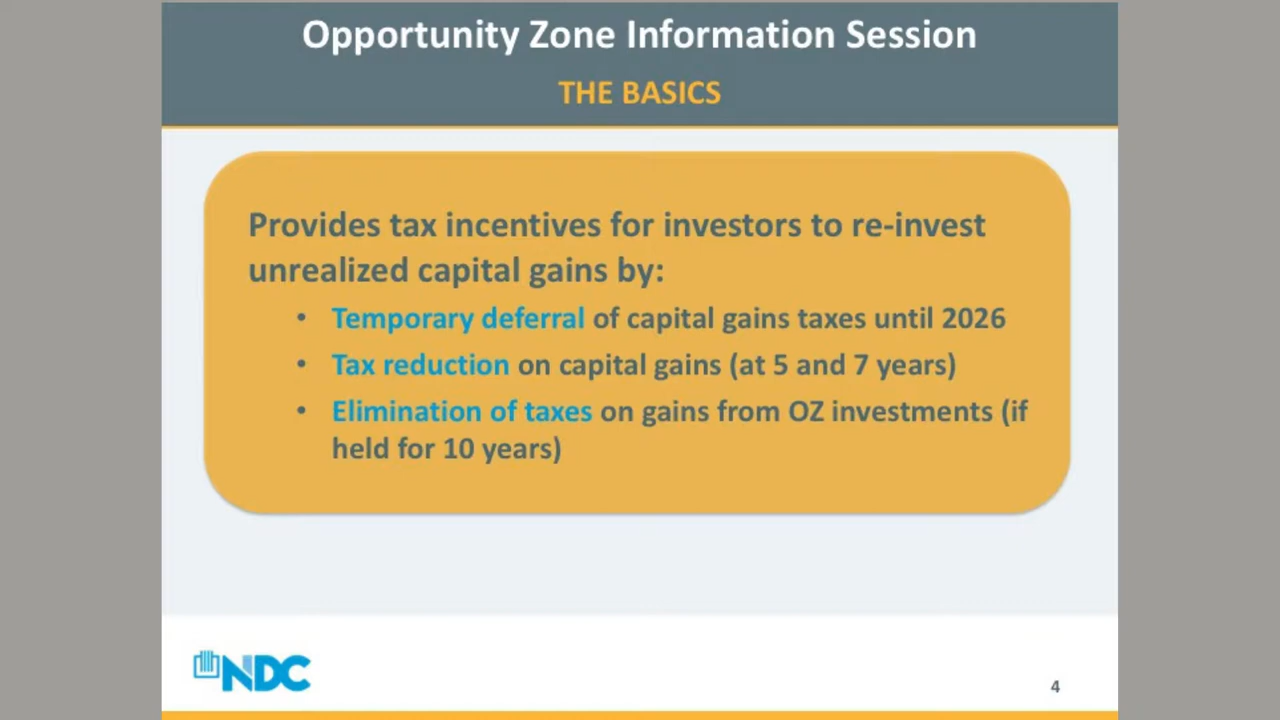 Opportunity Zone Information Session
THE BASICS
Provides tax incentives for investors to re-invest
unrealized capital gains by:
• Temporary deferral of capital gains taxes until 2026
• Tax reduction on capital gains (at 5 and 7 years)
• Elimination of taxes on gains from OZ investments (if
held for 10 years)
NDC
4